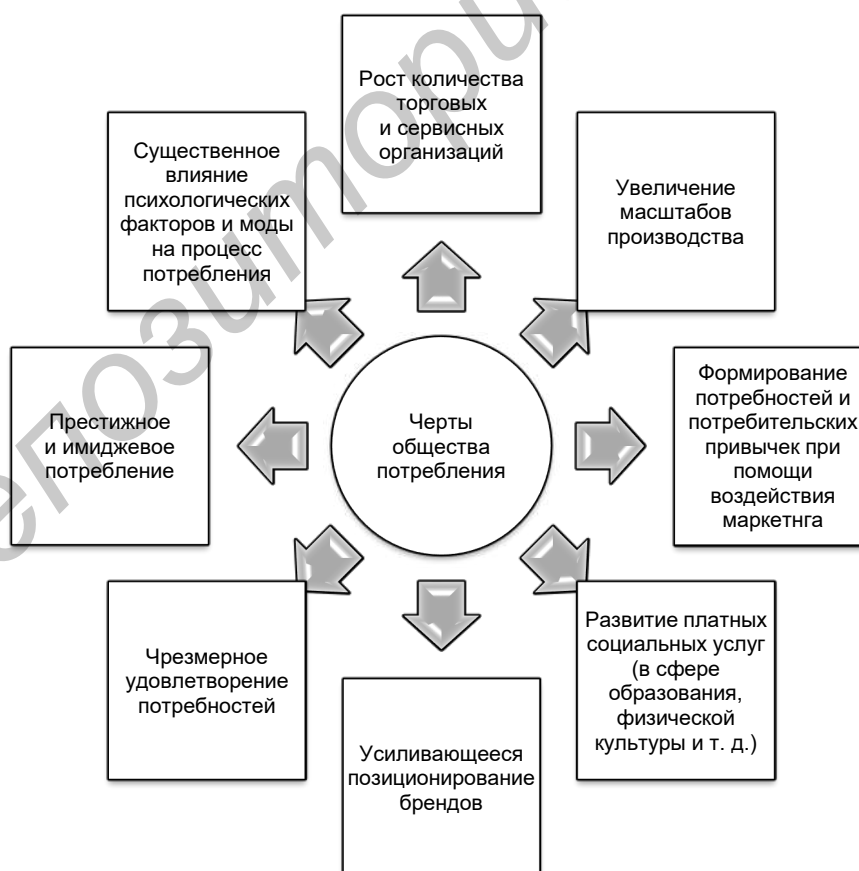 Рост количества
торговых
и сервисных
организаций
Увеличение
масштабов
производства
Формирование
потребностей и
потребительских
привычек при
помощи
воздействия
маркетнга
Развитие платных
социальных услуг
(в сфере
образования,
физической
культуры и т. д.)
Усиливающееся
позиционирование
брендов
Чрезмерное
удовлетворение
потребностей
Престижное
и имиджевое
потребление
Существенное
влияние
психологических
факторов и моды
на процесс
потребления
Черты
общества
потребления